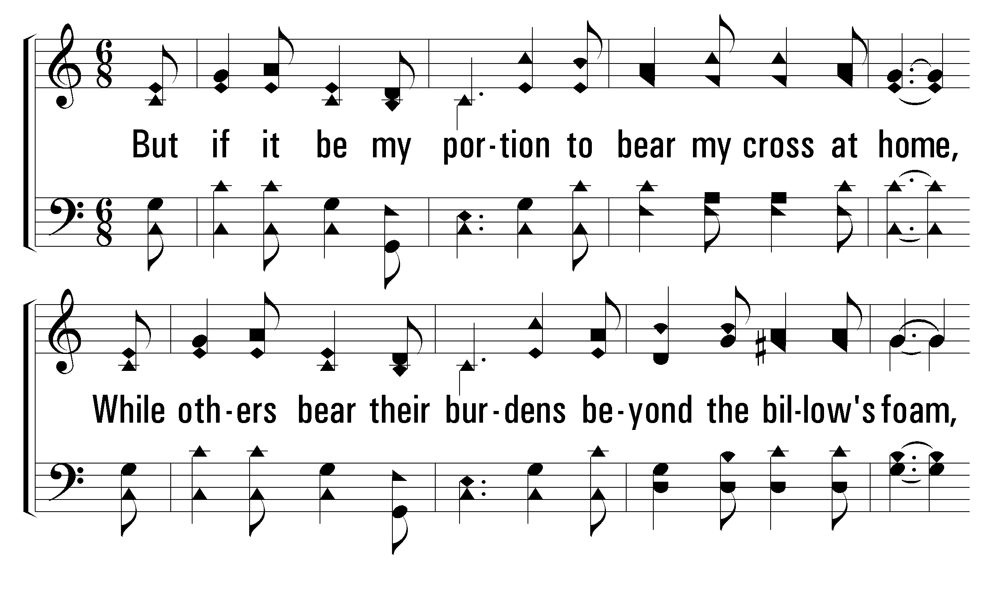 But if it be my por-tion to bear my cross at home,
While oth-ers bear their bur-dens be-yond the bil-low's foam,